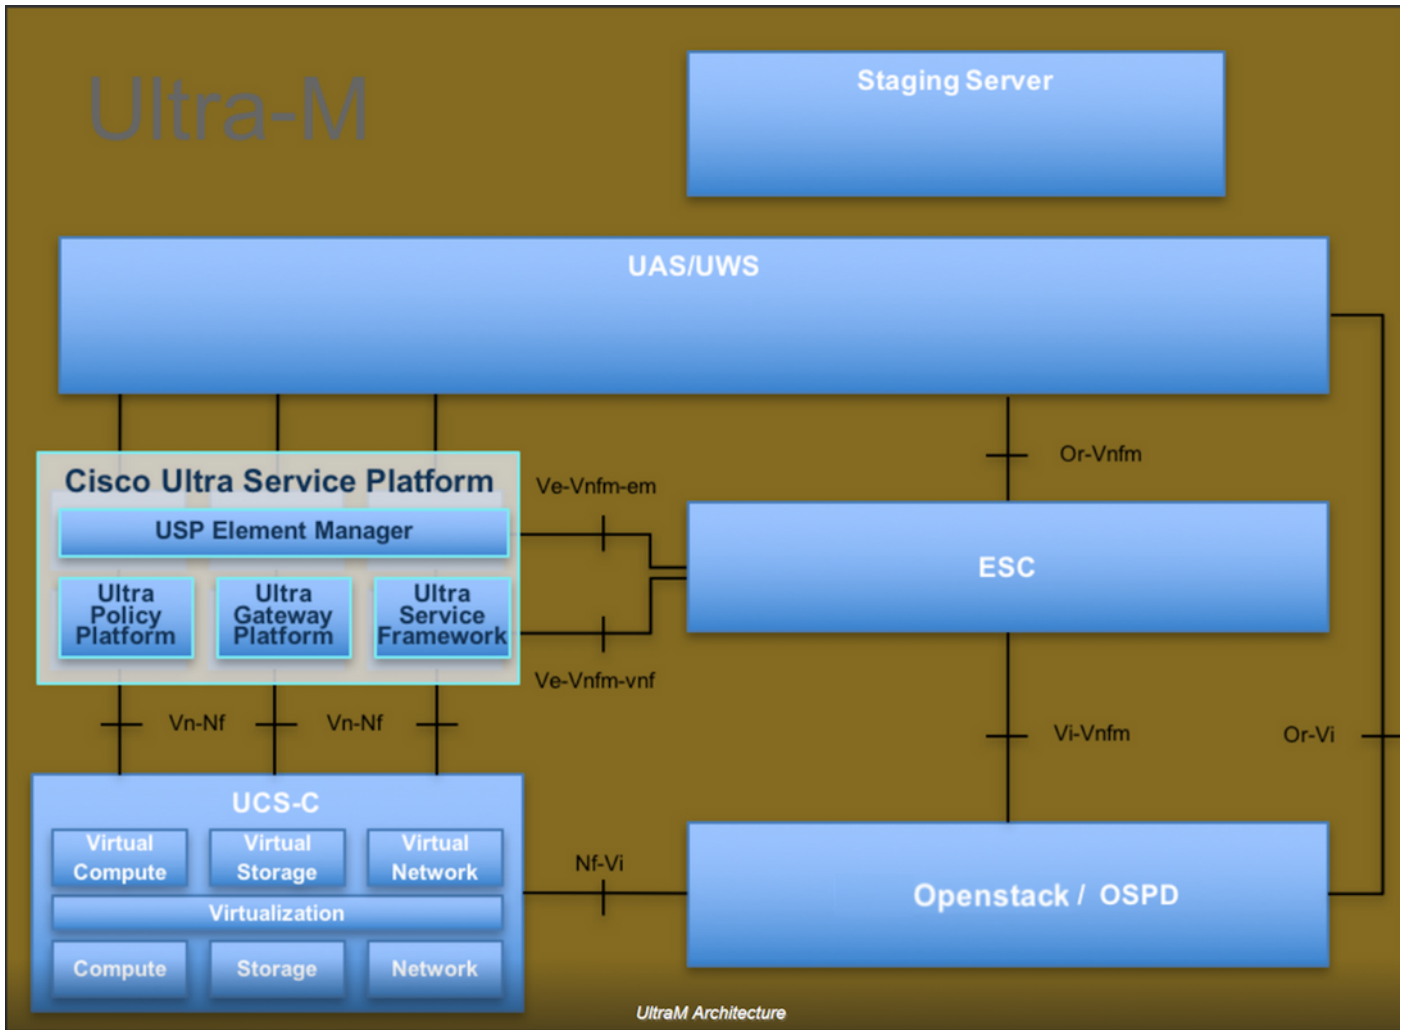 Ultra-M
Staging Server
UAS/UWS
Or-Vnfm
Cisco Ultra Service Platform
Ve-Vnfm-em
USP Element Manager
ESC
Ultra
Policy
Platform
Ultra
Gateway
Platform
Ultra
Service
Framework
Ve-Vnfm-vnf
Vn-Nf
Vn-Nf
Vi-Vnfm
Or-Vi
UCS-C
Virtual
Compute
Virtual
Storage
Virtual
Network
Nf-Vi
Openstack / OSPD
Virtualization
Compute
Storage
Network
UltraM Architecture